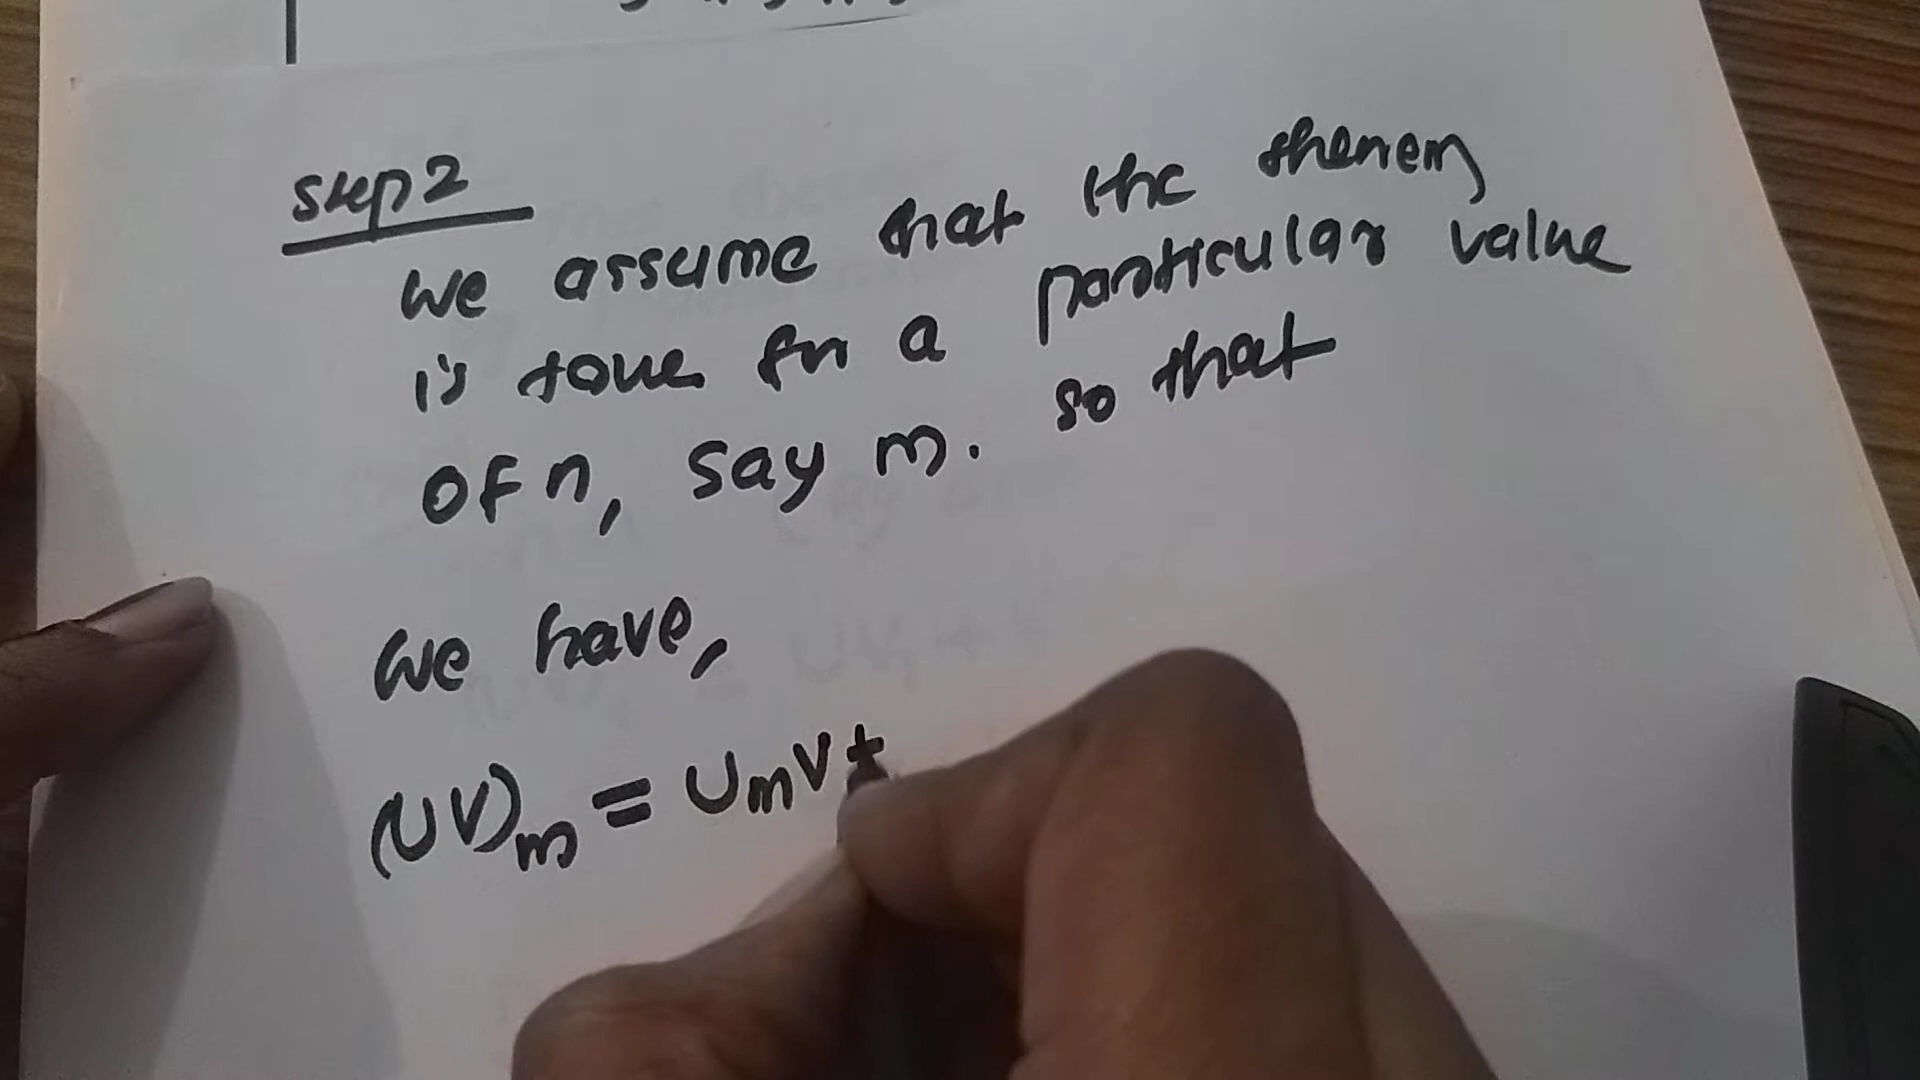 Step 2
We assume that the theorem
is true for a particular value
of n, say m. so that
we have,
(UV)m = UmV+